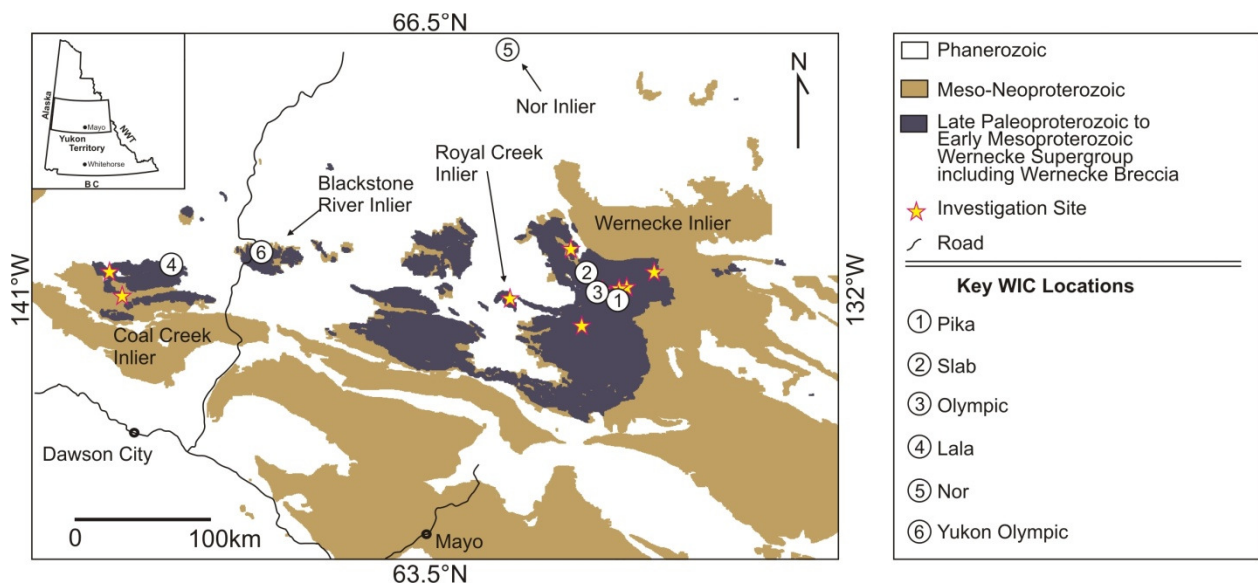 66.5°N
Alaska
Mayo
NWT
Yukon
Territory
Whitehorse
B C
5
N
Nor Inlier
Royal Creek
Inlier
Blackstone
River Inlier
Wernecke Inlier
6
4
2
3
1
141°W
132°W
Coal Creek
Inlier
Dawson City
0
100km
Mayo
63.5°N
Phanerozoic
Meso-Neoproterozoic
Late Paleoproterozoic to
Early Mesoproterozoic
Wernecke Supergroup
including Wernecke Breccia
Investigation Site
Road
Key WIC Locations
1 Pika
2 Slab
3 Olympic
4 Lala
5 Nor
6 Yukon Olympic